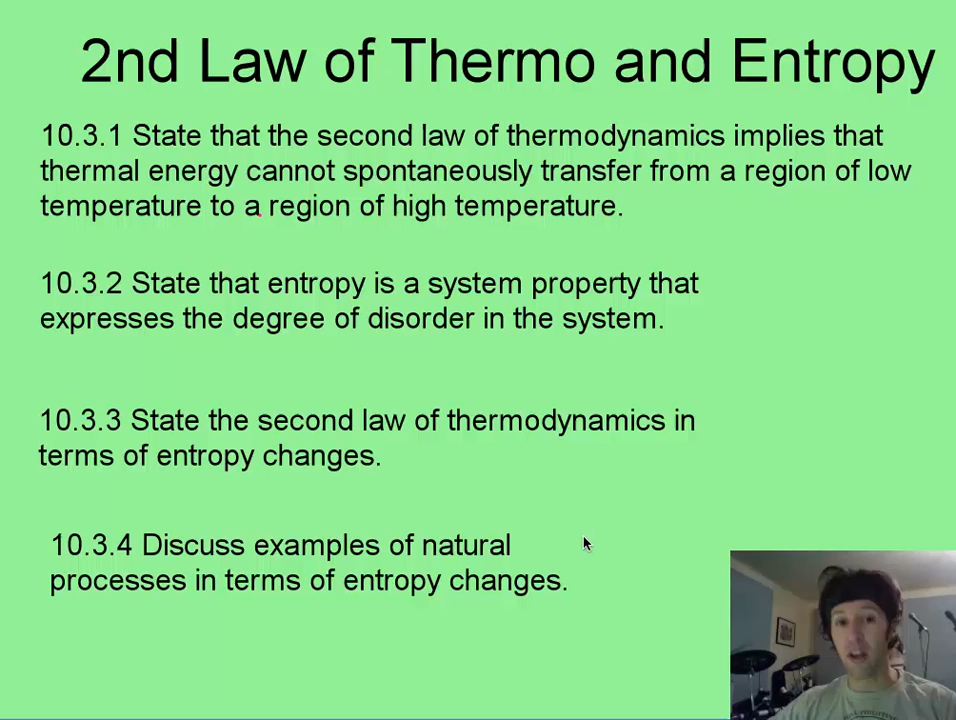 2nd Law of Thermo and Entropy
10.3.1 State that the second law of thermodynamics implies that
thermal energy cannot spontaneously transfer from a region of low
temperature to a region of high temperature.
10.3.2 State that entropy is a system property that
expresses the degree of disorder in the system.
10.3.3 State the second law of thermodynamics in
terms of entropy changes.
10.3.4 Discuss examples of natural
processes in terms of entropy changes.